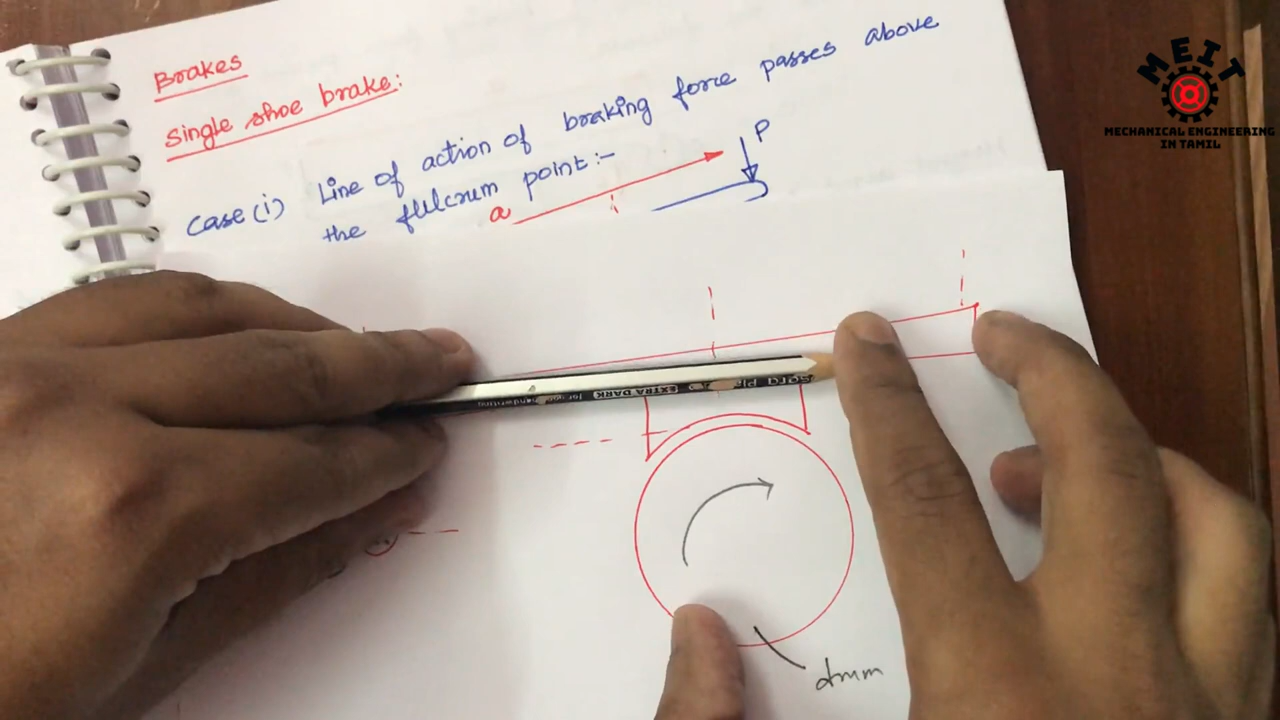 Brakes
Single shoe brake:
Case(i) Line of action of braking force passes above
the fulcrum point:-
a
P
EXTRA DARK
dmm
MEIT
MECHANICAL ENGINEERING
IN TAMIL